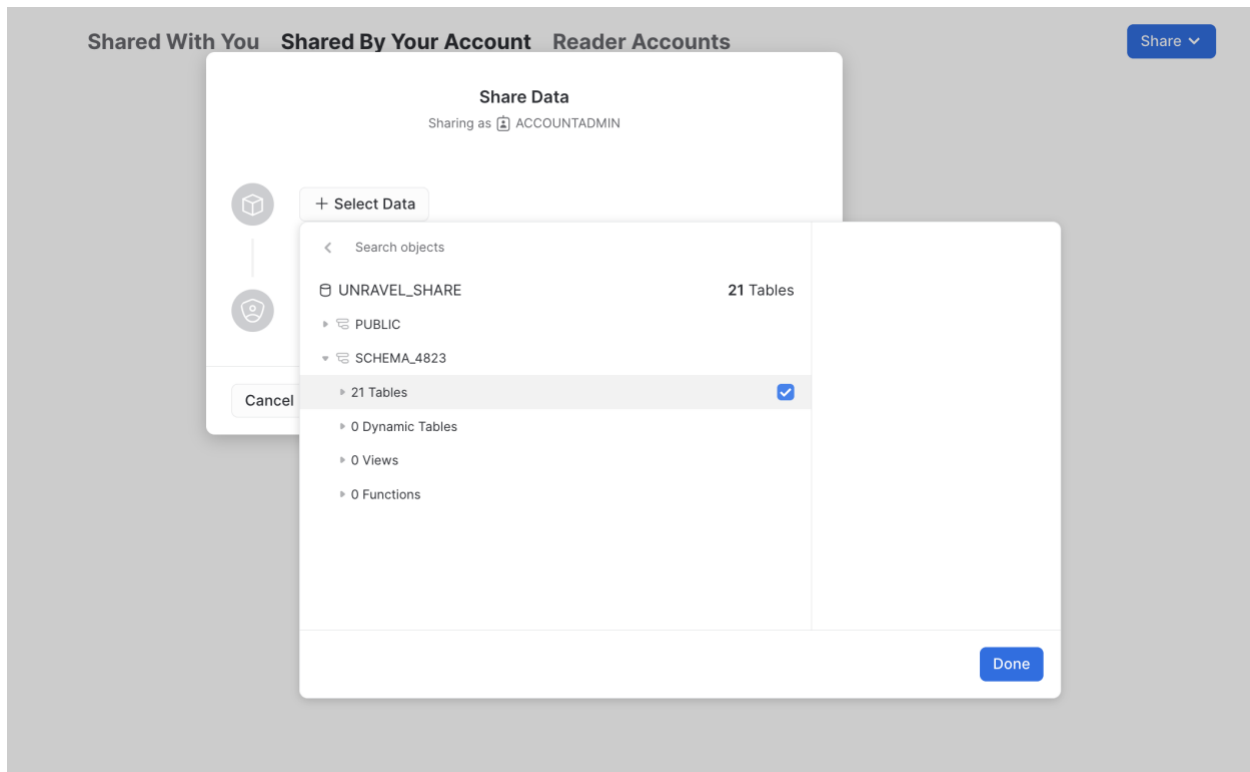 Shared With You Shared By Your Account Reader Accounts Share
Share Data
Sharing as ACCOUNTADMIN
+ Select Data
Search objects
UNRAVEL_SHARE 21 Tables
PUBLIC
SCHEMA_4823
21 Tables
Cancel
0 Dynamic Tables
0 Views
0 Functions
Done